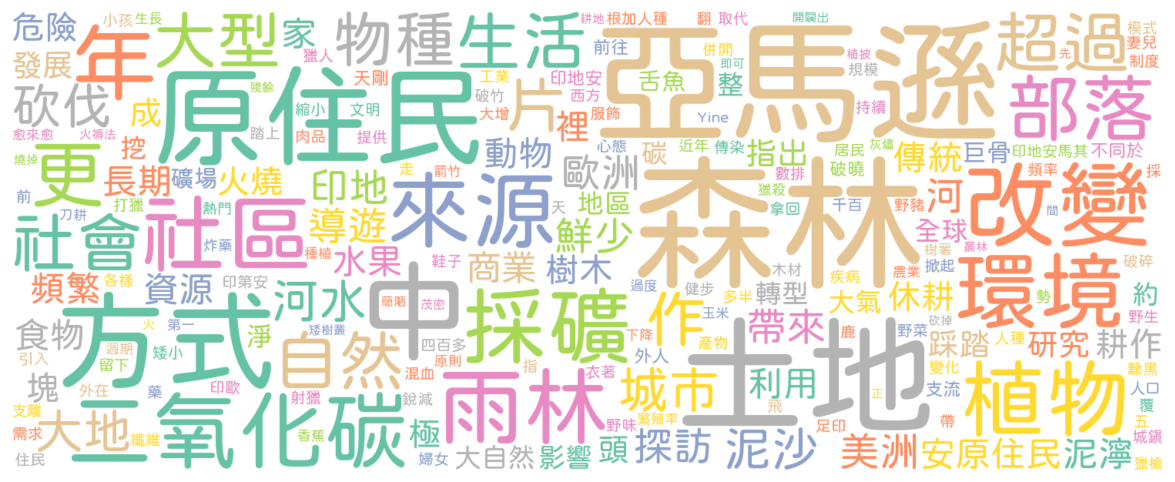 危險
小孩
生長
年
大型
家
物種
生活
前往
根加人種
翻
取代
開闢出
耕地
亞馬遜
超過
模式
妻兒
制度
發展
獵人
天剛
殘餘
工業
印地安
舌魚
併開
即可
植披
規模
先
整
砍伐
成
原住民
縮小
文明
破竹
西方
片
裡
大增
服飾
Yine
持續
部落
愈來愈
火褥法
踏上
肉品
提供
心態
近年
傳染
居民
灰燼
印地安馬其
不同於
燒掉
更
挖
動物
歐洲
碳
指出
數排
破曉
傳統
巨骨
頻率
採
前
長期
礦場
火燒
印地
走
箭竹
來源
森林
獵殺
千百
野豬
河
改變
刀耕
打獵
熱門
導遊
天
地區
拿回
全球
間
社會
社區
炸藥
種植
鮮少
樹薯
叢林
水果
鞋子
商業
樹木
木材
疾病
農業
掀起
破碎
頻繁
資源
各樣
印第安
河水
簡陋
茂密
中
過度
健步
多半
轉型
大氣
休耕
勢
環境
約
方式
採礦
作
玉米
帶來
鹿
砍掉
野生
食物
火
第一
矮樹叢
淨
四百多
下降
產物
土地
野菜
踩踏
人種
研究
耕作
引入
週期
矮小
自然
原則
指
外人
變化
黝黑
塊
留下
混血
衣著
城市
利用
支流
人口
外在
藥
印歐
射獵
銳減
雨林
飛
正
植物
覆
支離
大地
二氧化碳
繁殖率
足印
帶
五
需求
纖維
香蕉
極
野味
頭
探訪
泥沙
美洲
安原住民
泥濘
城鎮
住民
婦女
大自然
影響
獵槍